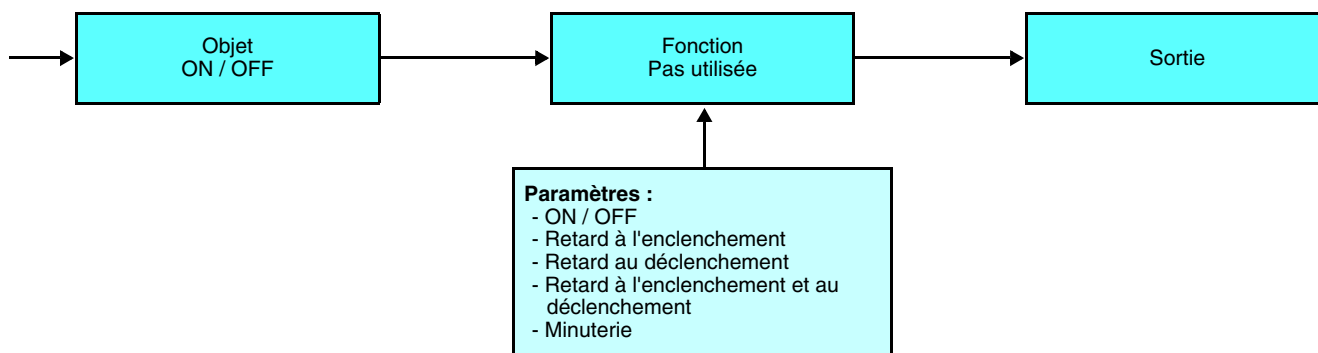 Objet
ON / OFF
Fonction
Pas utilisée
Sortie
Paramètres :
- ON / OFF
- Retard à l'enclenchement
- Retard au déclenchement
- Retard à l'enclenchement et au
déclenchement
- Minuterie